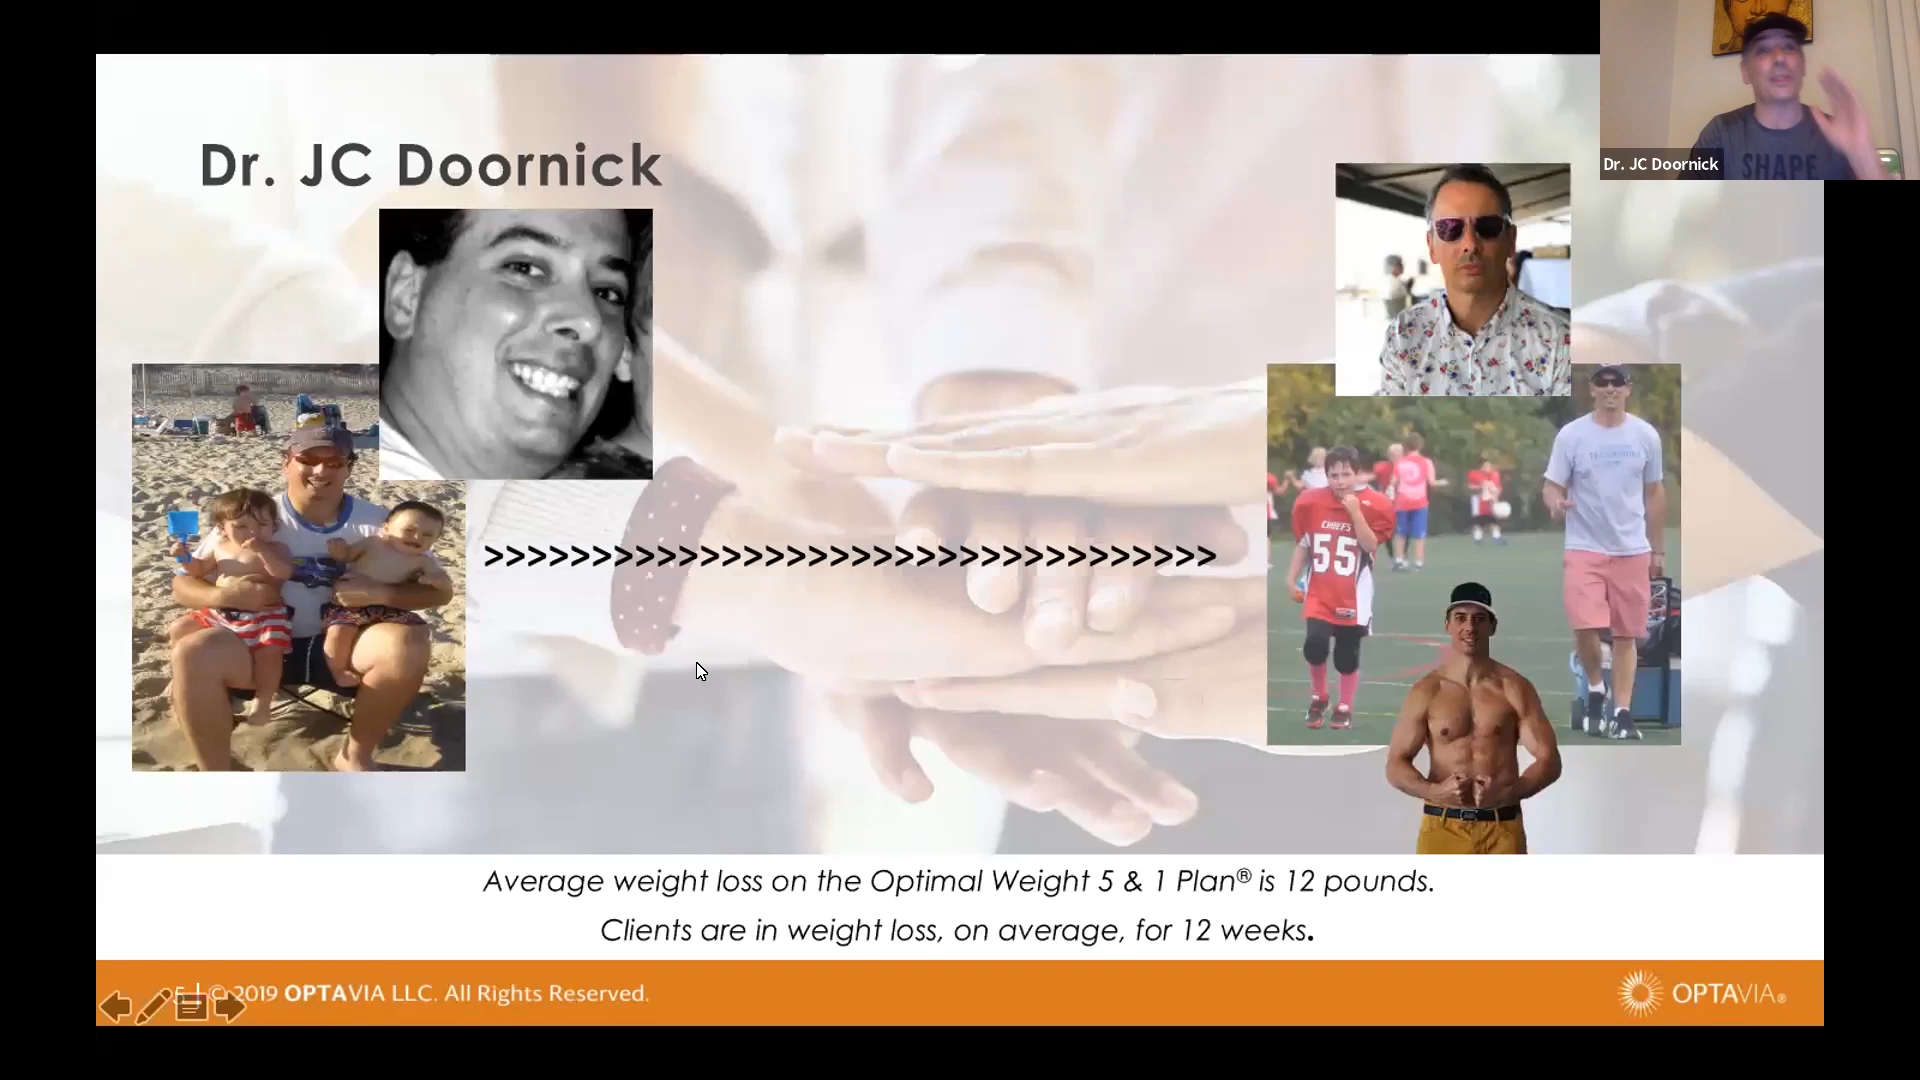 Dr. JC Doornick
Dr. JC Doornick
SHAPE
CHIEFS
55
>>>>>>>>>>>>>>>>>>>>>>>>>>>>>>>>>>
Average weight loss on the Optimal Weight 5 & 1 Plan® is 12 pounds.
Clients are in weight loss, on average, for 12 weeks.
5 | © 2019 OPTAVIA LLC. All Rights Reserved.
OPTAVIA®